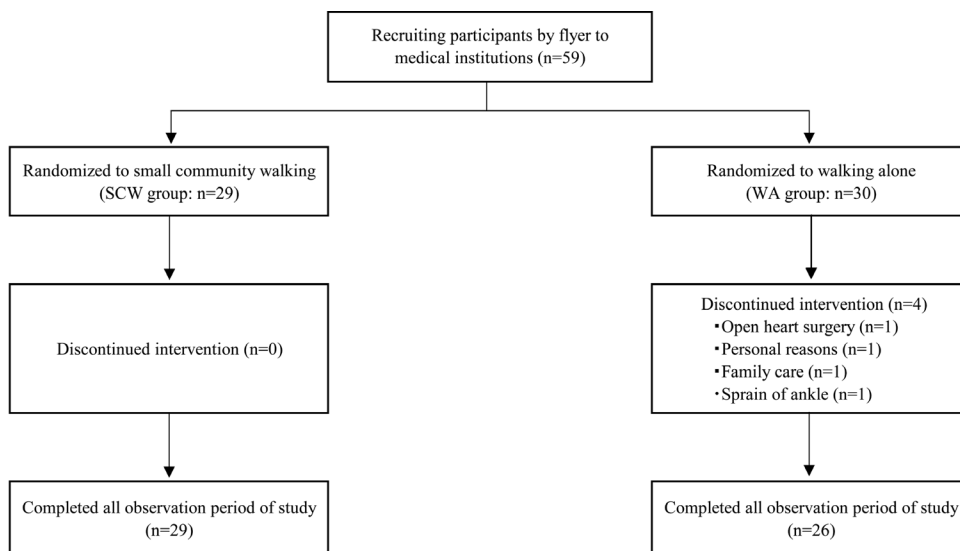 Recruiting participants by flyer to
medical institutions (n=59)
Randomized to small community walking
(SCW group: n=29)
Randomized to walking alone
(WA group: n=30)
Discontinued intervention (n=0)
Discontinued intervention (n=4)
▪Open heart surgery (n=1)
▪Personal reasons (n=1)
▪Family care (n=1)
・Sprain of ankle (n=1)
Completed all observation period of study
(n=29)
Completed all observation period of study
(n=26)